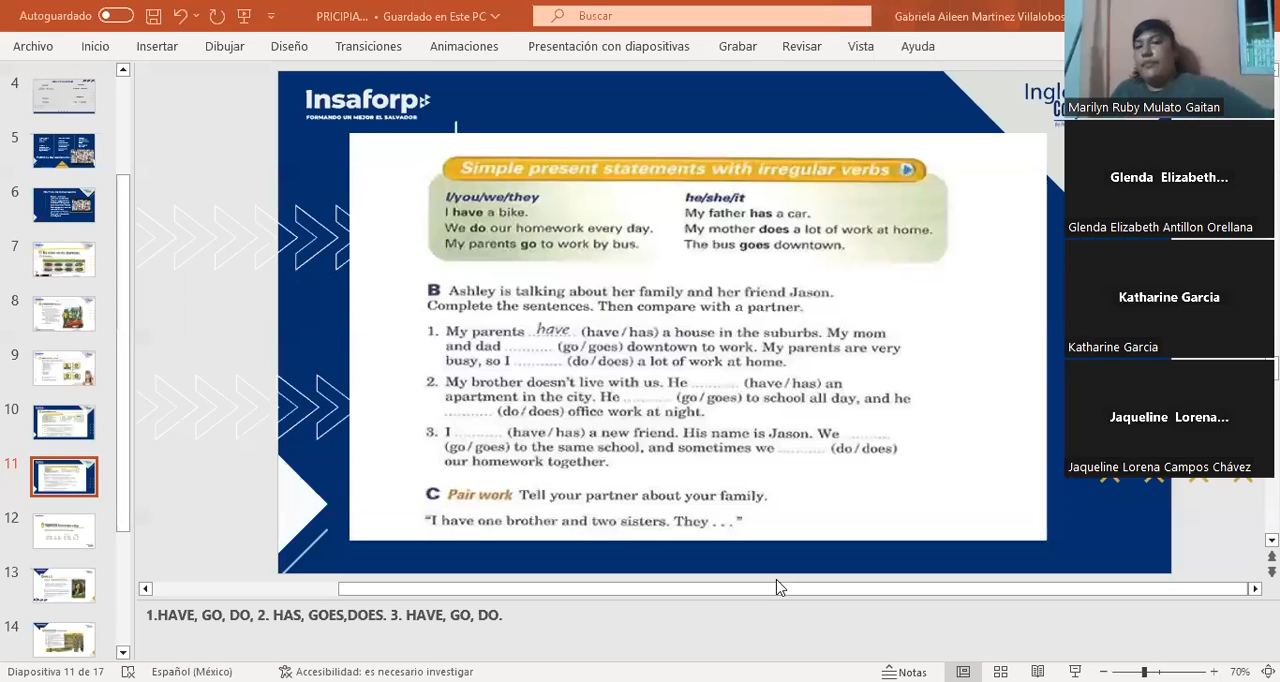 Autoguardado
PRICIPIA... • Guardado en Este PC
Buscar
Gabriela Aileen Martinez Villalobos
Archivo Inicio Insertar Dibujar Diseño Transiciones Animaciones Presentación con diapositivas Grabar Revisar Vista Ayuda
4
5
6
7
8
9
10
11
12
13
14
Insaforp
FORMANDO UN MEJOR EL SALVADOR
Simple present statements with irregular verbs
I/you/we/they
I have a bike.
We do our homework every day.
My parents go to work by bus.
he/she/it
My father has a car.
My mother does a lot of work at home.
The bus goes downtown.
B Ashley is talking about her family and her friend Jason.
Complete the sentences. Then compare with a partner.
1. My parents have (have/has) a house in the suburbs. My mom
and dad .......... (go/goes) downtown to work. My parents are very
busy, so I .......... (do/does) a lot of work at home.
2. My brother doesn't live with us. He .......... (have/has) an
apartment in the city. He .......... (go/goes) to school all day, and he
.......... (do/does) office work at night.
3. I .......... (have/has) a new friend. His name is Jason. We ..........
(go/goes) to the same school, and sometimes we .......... (do/does)
our homework together.
C Pair work Tell your partner about your family.
"I have one brother and two sisters. They . . . "
Marilyn Ruby Mulato Gaitan
Glenda Elizabeth...
Glenda Elizabeth Antillon Orellana
Katharine Garcia
Katharine Garcia
Jaqueline Lorena...
Jaqueline Lorena Campos Chávez
1.HAVE, GO, DO, 2. HAS, GOES,DOES. 3. HAVE, GO, DO.
Diapositiva 11 de 17
Español (México)
Accesibilidad: es necesario investigar
Notas
70%